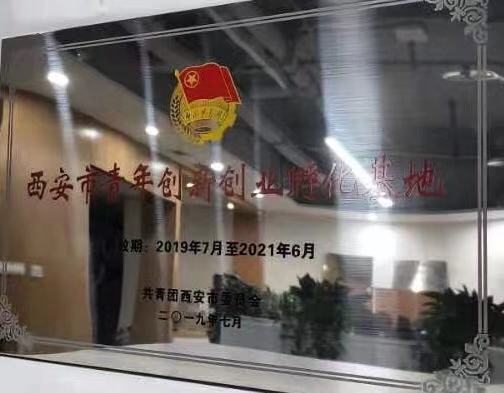 西安市青年创新创业孵化基地
效期：2019年7月至2021年6月
共青团西安市委员会
二〇一九年七月